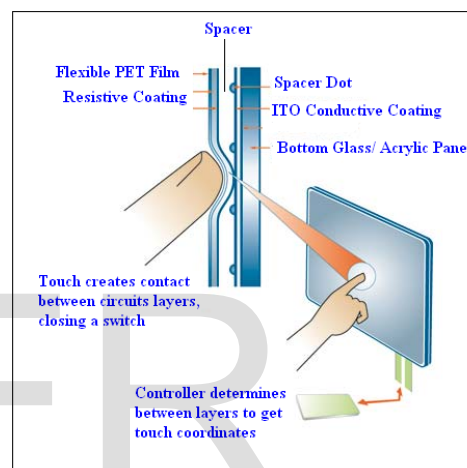 Spacer
Flexible PET Film
Spacer Dot
Resistive Coating
ITO Conductive Coating
Bottom Glass/ Acrylic Pane
Touch creates contact
between circuits layers,
closing a switch
Controller determines
between layers to get
touch coordinates